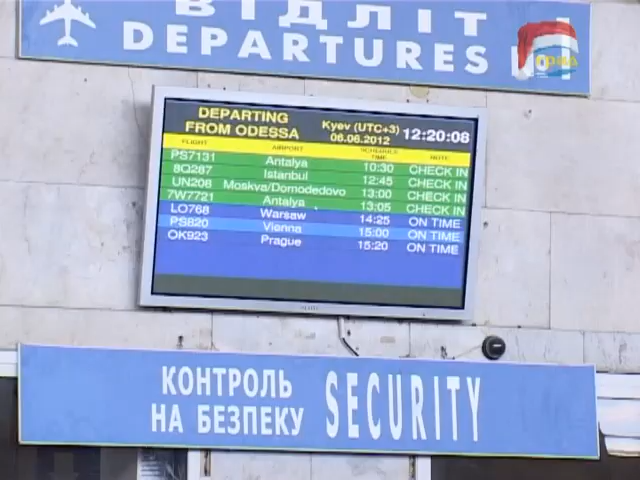 ВІДЛІТ
DEPARTURES
DEPARTING
FROM ODESSA
Kyev (UTC+3)
06.06.2012
12:20:08
FLIGHT AIRPORT SCHEDULE TIME NOTE
PS7131 Antalya 10:30 CHECK IN
8Q287 Istanbul 12:45 CHECK IN
UN208 Moskva/Domodedovo 13:00 CHECK IN
7W7721 Antalya 13:05 CHECK IN
LO768 Warsaw 14:25 ON TIME
PS820 Vienna 15:00 ON TIME
OK923 Prague 15:20 ON TIME
КОНТРОЛЬ
НА БЕЗПЕКУ
SECURITY